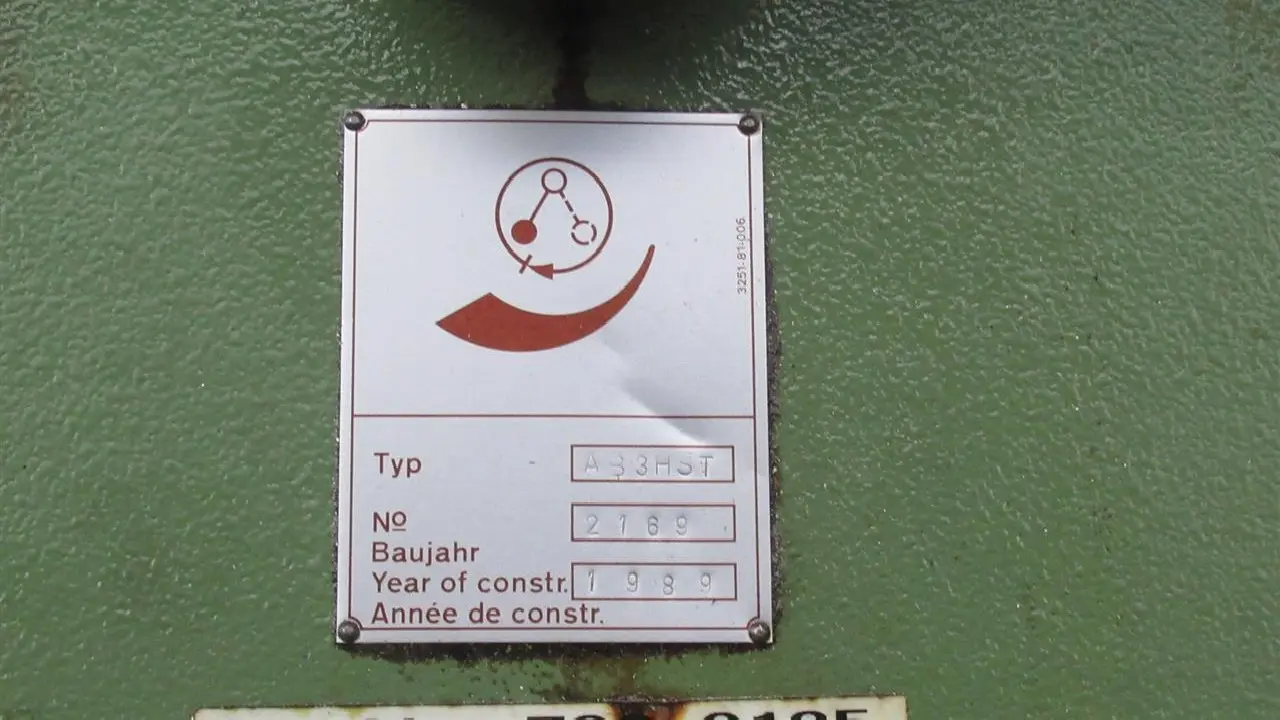 3251-81-006
Typ A33HST
Nº 2169
Baujahr
Year of constr. 1989
Année de constr.